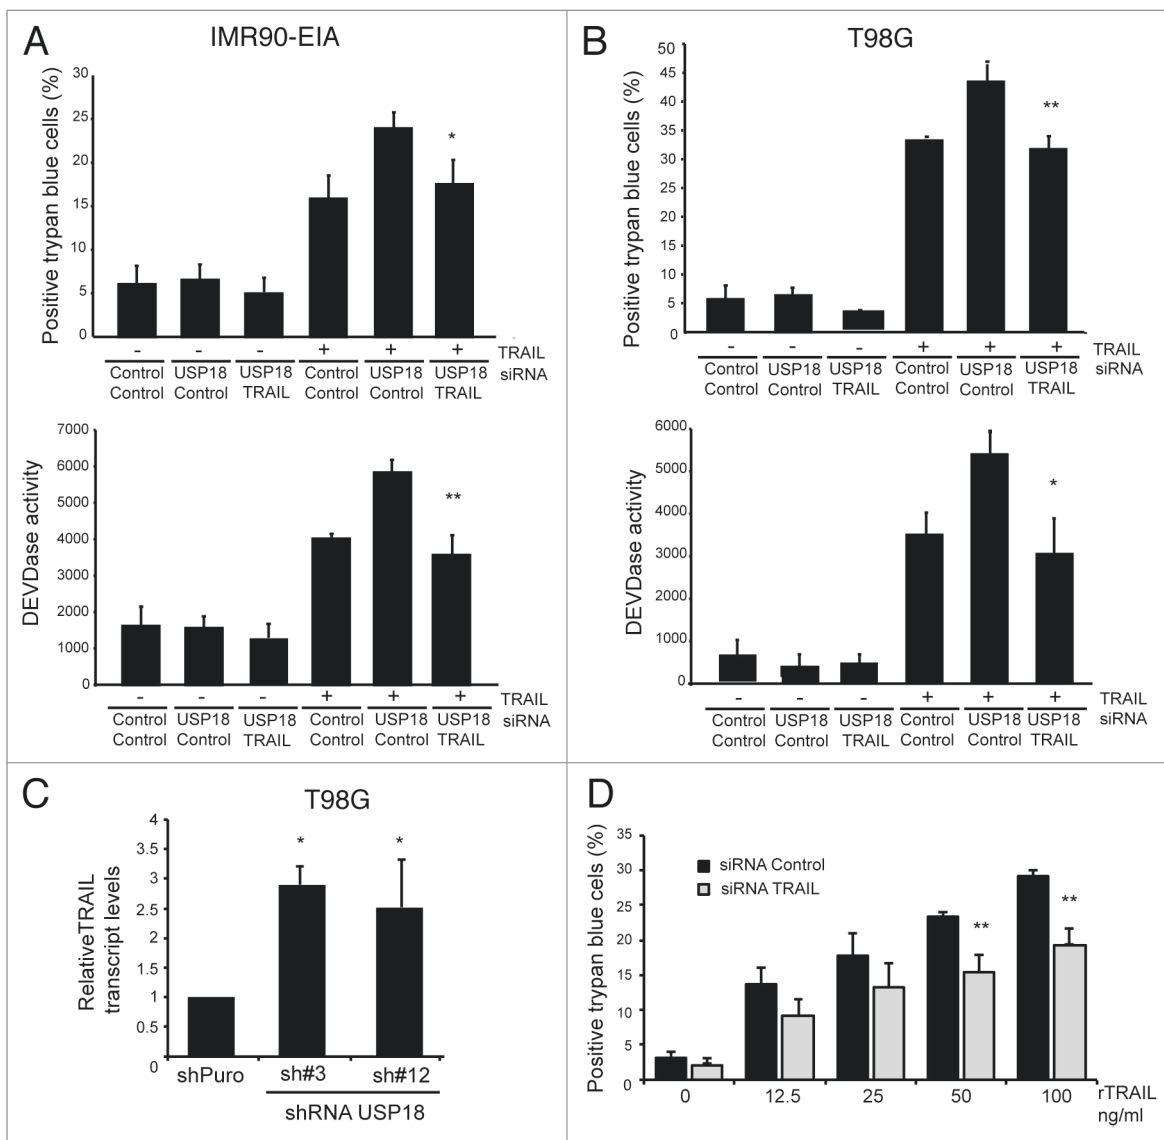 A
IMR90-EIA
Positive trypan blue cells (%)
30
25
20
15
10
5
0
*
- - - + + + TRAIL
Control USP18 USP18 Control USP18 USP18 siRNA
Control Control TRAIL Control Control TRAIL
DEVDase activity
7000
6000
5000
4000
3000
2000
1000
0
**
- - - + + + TRAIL
Control USP18 USP18 Control USP18 USP18 siRNA
Control Control TRAIL Control Control TRAIL
B
T98G
Positive trypan blue cells (%)
50
45
40
35
30
25
20
15
10
5
0
**
- - - + + + TRAIL
Control USP18 USP18 Control USP18 USP18 siRNA
Control Control TRAIL Control Control TRAIL
DEVDase activity
6000
5000
4000
3000
2000
1000
0
*
- - - + + + TRAIL
Control USP18 USP18 Control USP18 USP18 siRNA
Control Control TRAIL Control Control TRAIL
C
T98G
RelativeTRAIL
transcript levels
4
3.5
3
2.5
2
1.5
1
0.5
0
* *
shPuro sh#3 sh#12
shRNA USP18
D
Positive trypan blue cels (%)
35
30
25
20
15
10
5
0
siRNA Control
siRNA TRAIL
** **
0 12.5 25 50 100 rTRAIL
ng/ml